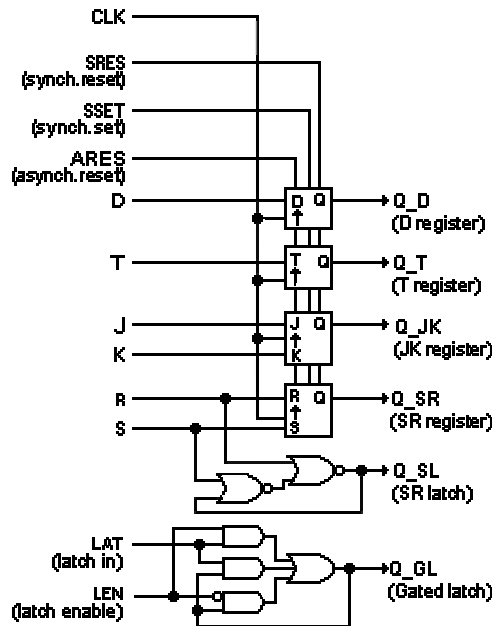 CLK
SRES
(synch.reset)
SSET
(synch.set)
ARES
(asynch.reset)
D
D Q
Q_D
(D register)
T
T Q
Q_T
(T register)
J
J Q
Q_JK
(JK register)
K
K
R
R Q
Q_SR
(SR register)
S
S
Q_SL
(SR latch)
LAT
(latch in)
Q_GL
(Gated latch)
LEN
(latch enable)